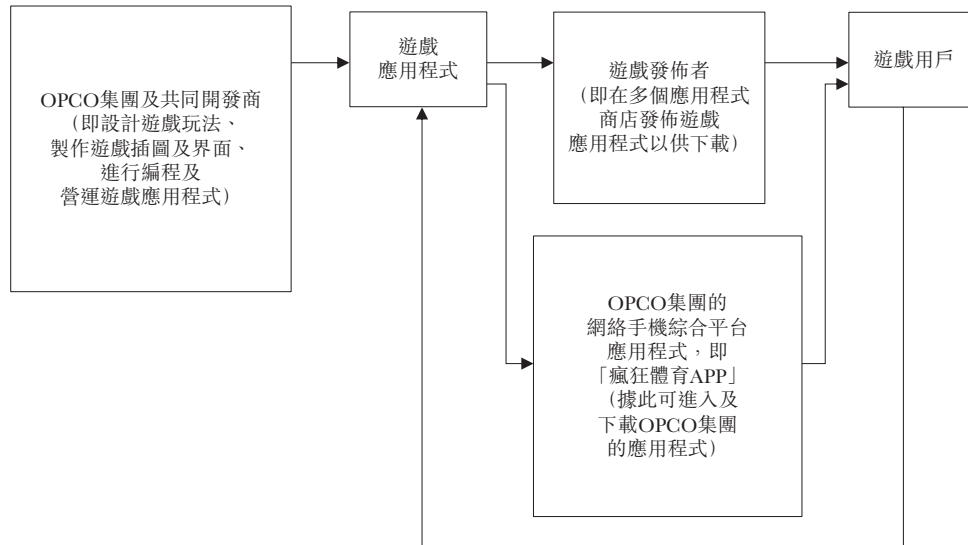 OPCO集團及共同開發商
（即設計遊戲玩法、
製作遊戲插圖及界面、
進行編程及
營運遊戲應用程式）
遊戲
應用程式
遊戲發佈者
（即在多個應用程式
商店發佈遊戲
應用程式以供下載）
遊戲用戶
OPCO集團的
網絡手機綜合平台
應用程式，即
「瘋狂體育APP」
（據此可進入及
下載OPCO集團
的應用程式）